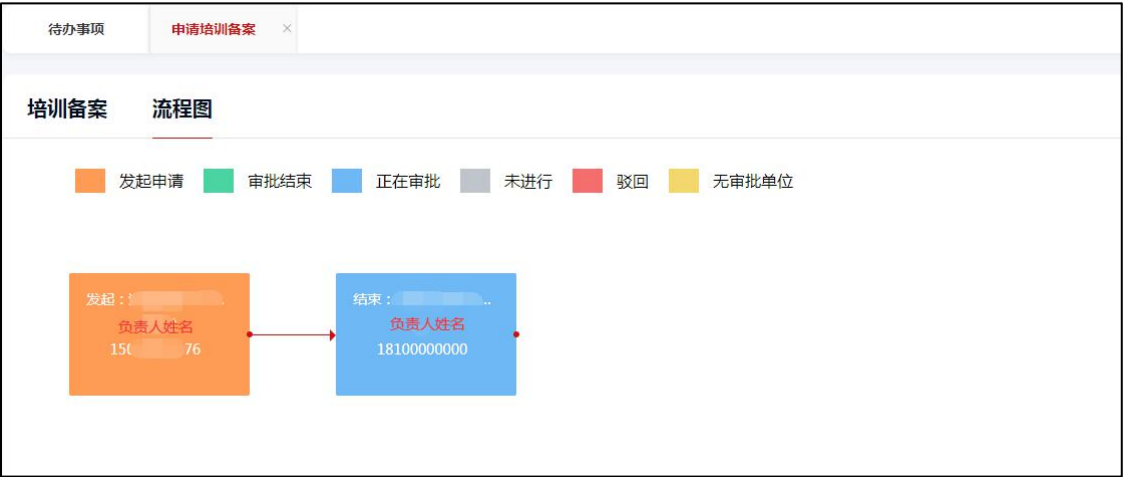 待办事项 申请培训备案 ×
培训备案 流程图
发起申请 审批结束 正在审批 未进行 驳回 无审批单位
发起： 结束： ..
负责人姓名 负责人姓名
150 76 18100000000